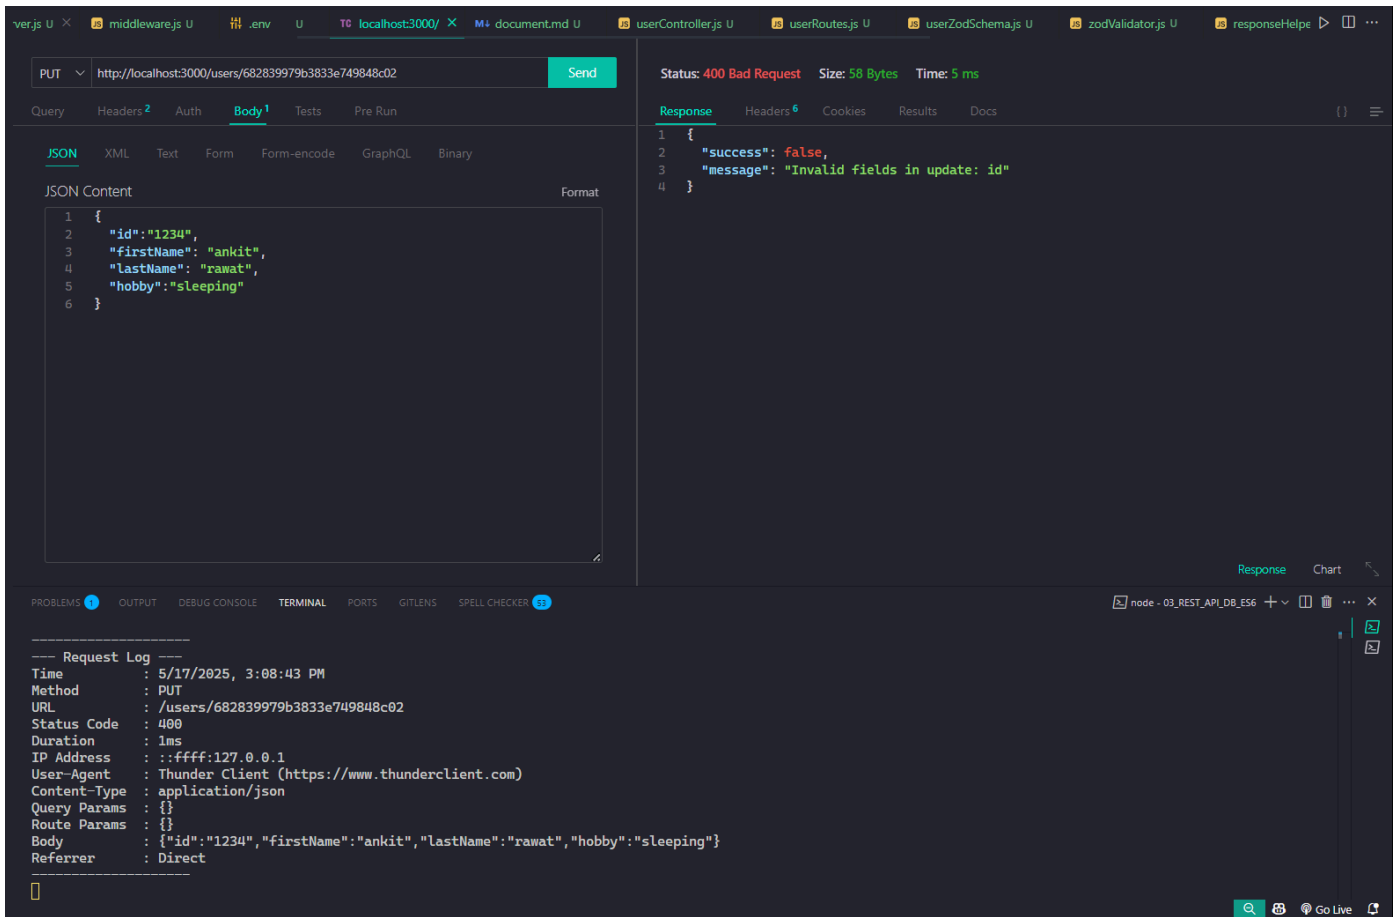 ver.js U JS middleware.js U .env U TC localhost:3000/ M+ document.md U JS userController.js U JS userRoutes.js U JS userZodSchema.js U JS zodValidator.js U JS responseHelpe
PUT http://localhost:3000/users/682839979b3833e749848c02 Send
Status: 400 Bad Request Size: 58 Bytes Time: 5 ms
Query Headers 2 Auth Body 1 Tests Pre Run
Response Headers 6 Cookies Results Docs {}
JSON XML Text Form Form-encode GraphQL Binary
JSON Content Format
1 {
2 "id":"1234",
3 "firstName": "ankit",
4 "lastName": "rawat",
5 "hobby":"sleeping"
6 }
1 {
2 "success": false,
3 "message": "Invalid fields in update: id"
4 }
Response Chart
PROBLEMS 1 OUTPUT DEBUG CONSOLE TERMINAL PORTS GITLENS SPELL CHECKER 53 node - 03_REST_API_DB_ES6
--------------------
--- Request Log ---
Time : 5/17/2025, 3:08:43 PM
Method : PUT
URL : /users/682839979b3833e749848c02
Status Code : 400
Duration : 1ms
IP Address : ::ffff:127.0.0.1
User-Agent : Thunder Client (https://www.thunderclient.com)
Content-Type : application/json
Query Params : {}
Route Params : {}
Body : {"id":"1234","firstName":"ankit","lastName":"rawat","hobby":"sleeping"}
Referrer : Direct
--------------------
Go Live